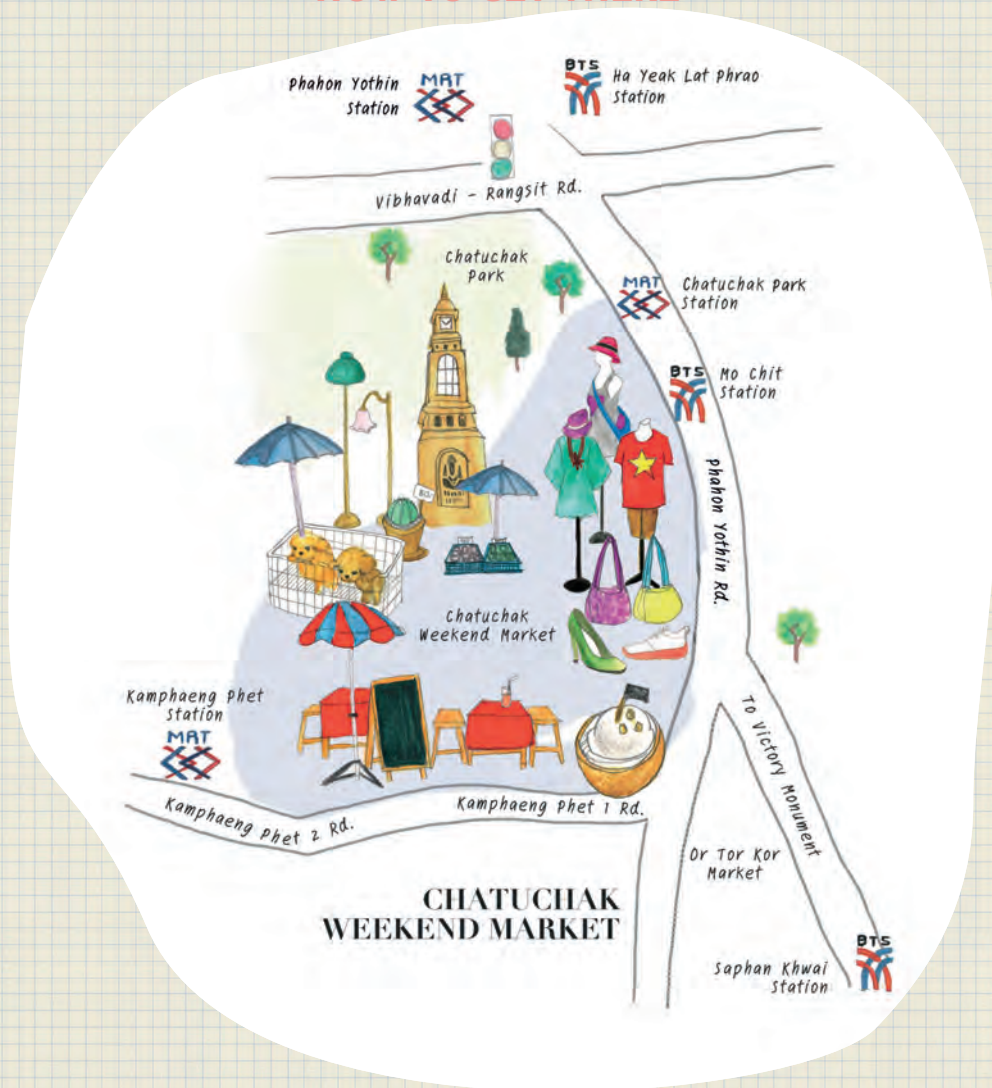 Phahon Yothin
Station
MRT
BTS
Ha Yeak Lat Phrao
Station
Vibhavadi - Rangsit Rd.
Chatuchak
Park
MRT
Chatuchak Park
Station
BTS
Mo Chit
Station
Phahon Yothin Rd.
Chatuchak
Weekend Market
Kamphaeng Phet
Station
MRT
Kamphaeng Phet 2 Rd.
Kamphaeng Phet 1 Rd.
To Victory Monument
Or Tor Kor
Market
CHATUCHAK
WEEKEND MARKET
BTS
Saphan Khwai
Station